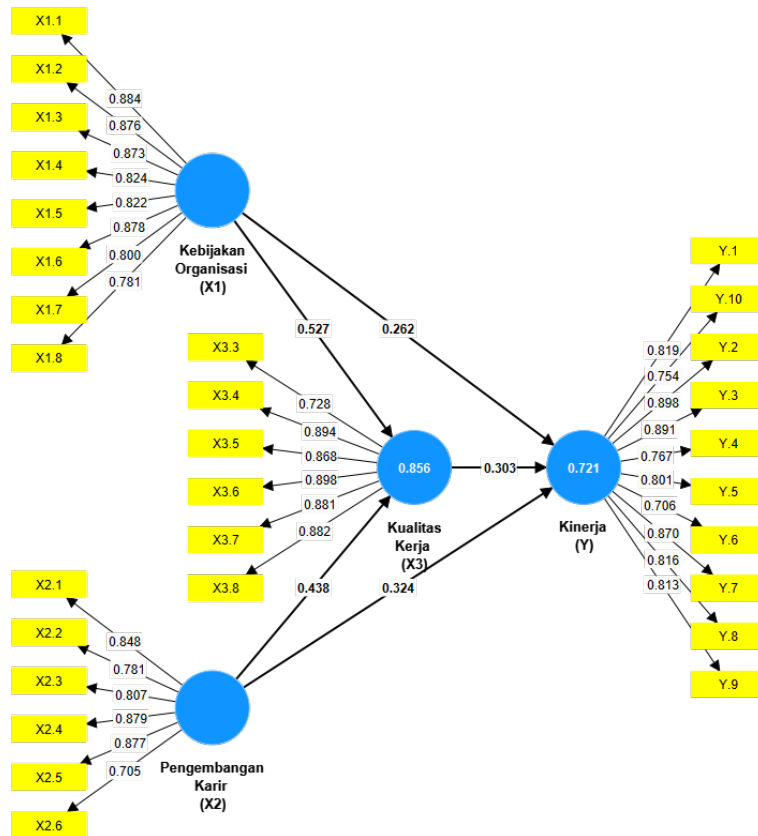 X1.1
X1.2
X1.3
X1.4
X1.5
X1.6
X1.7
X1.8
0.884
0.876
0.873
0.824
0.822
0.878
0.800
0.781
Kebijakan
Organisasi
(X1)
0.527
0.262
X3.3
X3.4
X3.5
X3.6
X3.7
X3.8
0.728
0.894
0.868
0.898
0.881
0.882
0.856
Kualitas
Kerja
(X3)
0.303
0.721
Kinerja
(Y)
Y.1
Y.10
Y.2
Y.3
Y.4
Y.5
Y.6
Y.7
Y.8
Y.9
0.819
0.754
0.898
0.891
0.767
0.801
0.706
0.870
0.816
0.813
0.438
0.324
X2.1
X2.2
X2.3
X2.4
X2.5
X2.6
0.848
0.781
0.807
0.879
0.877
0.705
Pengembangan
Karir
(X2)